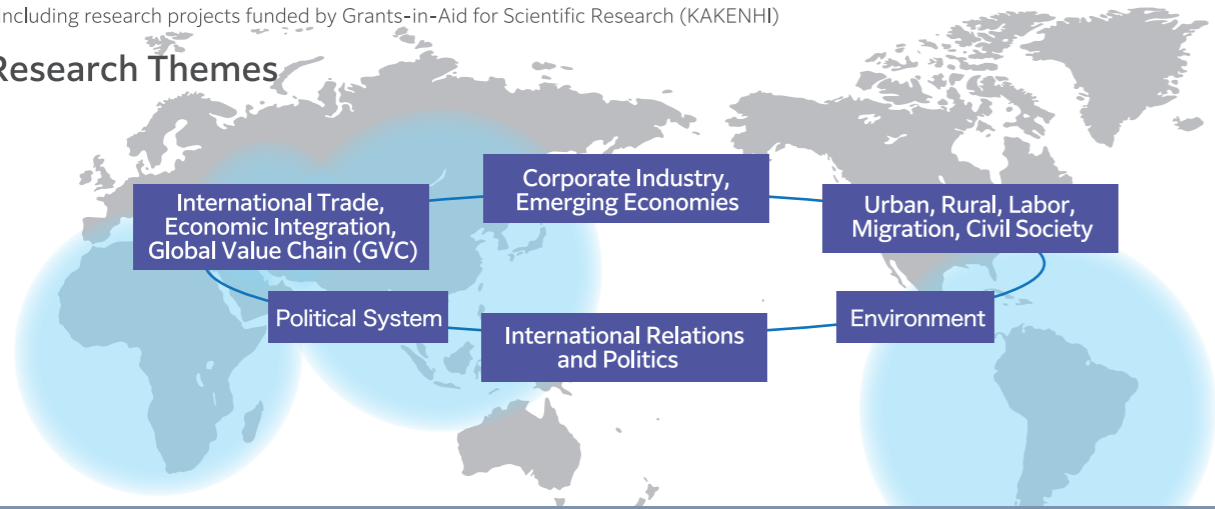 including research projects funded by Grants-in-Aid for Scientific Research (KAKENHI)
Research Themes
Corporate Industry,
Emerging Economies
International Trade,
Economic Integration,
Global Value Chain (GVC)
Urban, Rural, Labor,
Migration, Civil Society
Political System
International Relations
and Politics
Environment